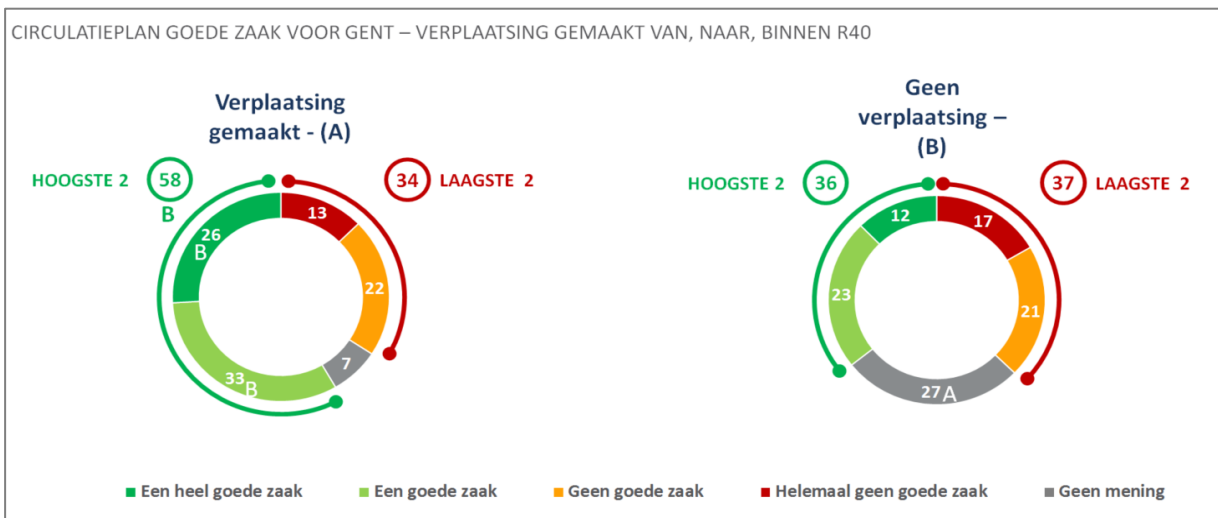 CIRCULATIEPLAN GOEDE ZAAK VOOR GENT – VERPLAATSING GEMAAKT VAN, NAAR, BINNEN R40
Verplaatsing
gemaakt - (A)
HOOGSTE 2
58
B
34
LAAGSTE 2
13
26
B
22
7
33
B
Geen
verplaatsing –
(B)
HOOGSTE 2
36
37
LAAGSTE 2
12
17
23
21
27
A
Een heel goede zaak
Een goede zaak
Geen goede zaak
Helemaal geen goede zaak
Geen mening